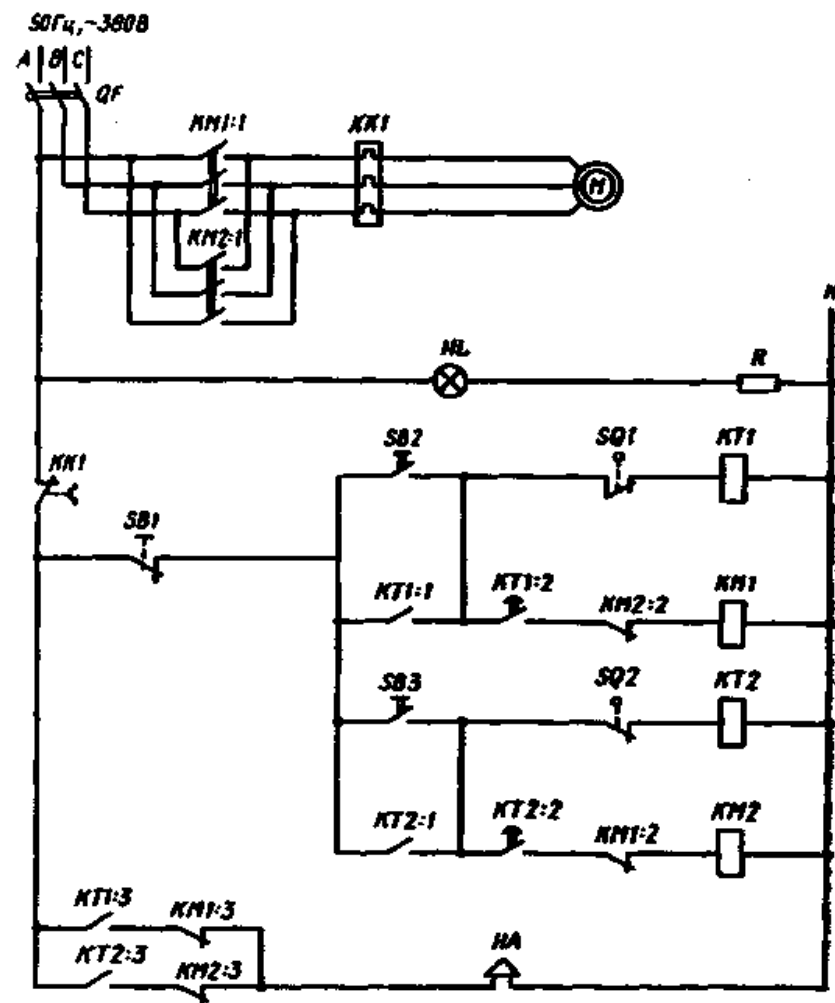 50Гц,~380В
A B C
QF
KM1:1 KK1
M
KM2:1
N
HL R
SB2 SQ1 KT1
KK1
SB1
KT1:1 KT1:2 KM2:2 KM1
SB3 SQ2 KT2
KT2:1 KT2:2 KM1:2 KM2
KT1:3 KM1:3
KT2:3 KM2:3 HA